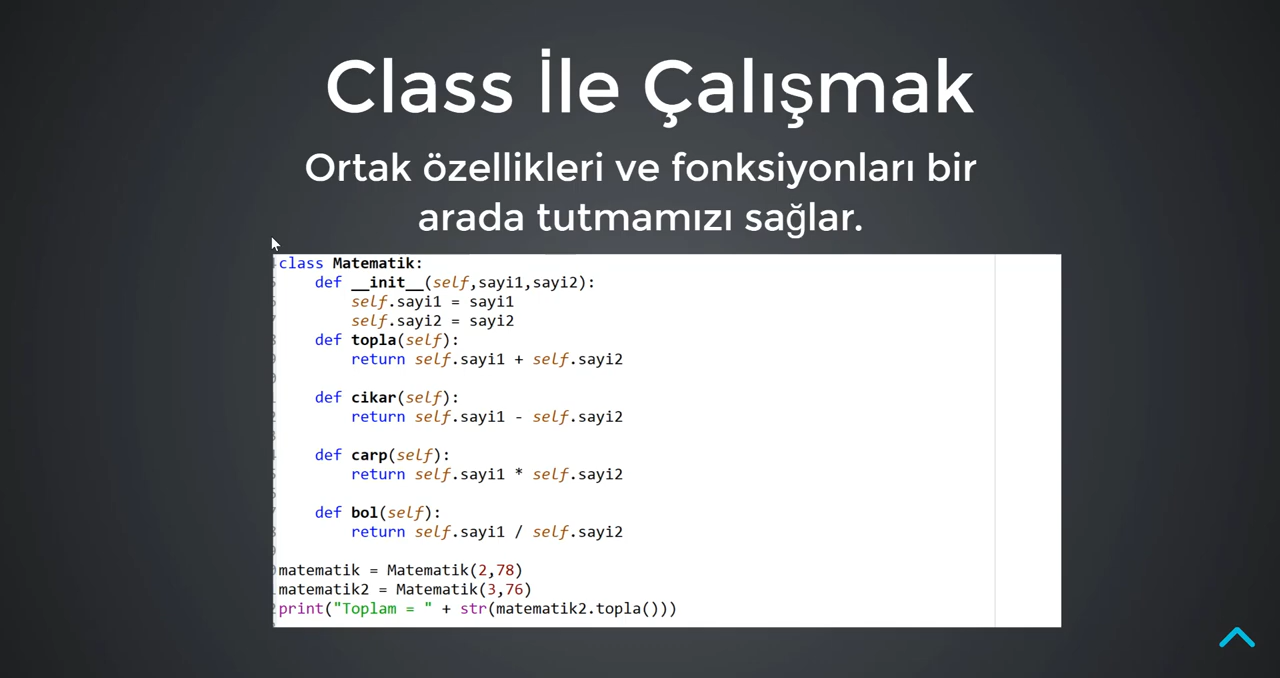 Class İle Çalışmak
Ortak özellikleri ve fonksiyonları bir
arada tutmamızı sağlar.
class Matematik:
    def __init__(self,sayi1,sayi2):
        self.sayi1 = sayi1
        self.sayi2 = sayi2
    def topla(self):
        return self.sayi1 + self.sayi2
    def cikar(self):
        return self.sayi1 - self.sayi2
    def carp(self):
        return self.sayi1 * self.sayi2
    def bol(self):
        return self.sayi1 / self.sayi2
matematik = Matematik(2,78)
matematik2 = Matematik(3,76)
print("Toplam = " + str(matematik2.topla()))